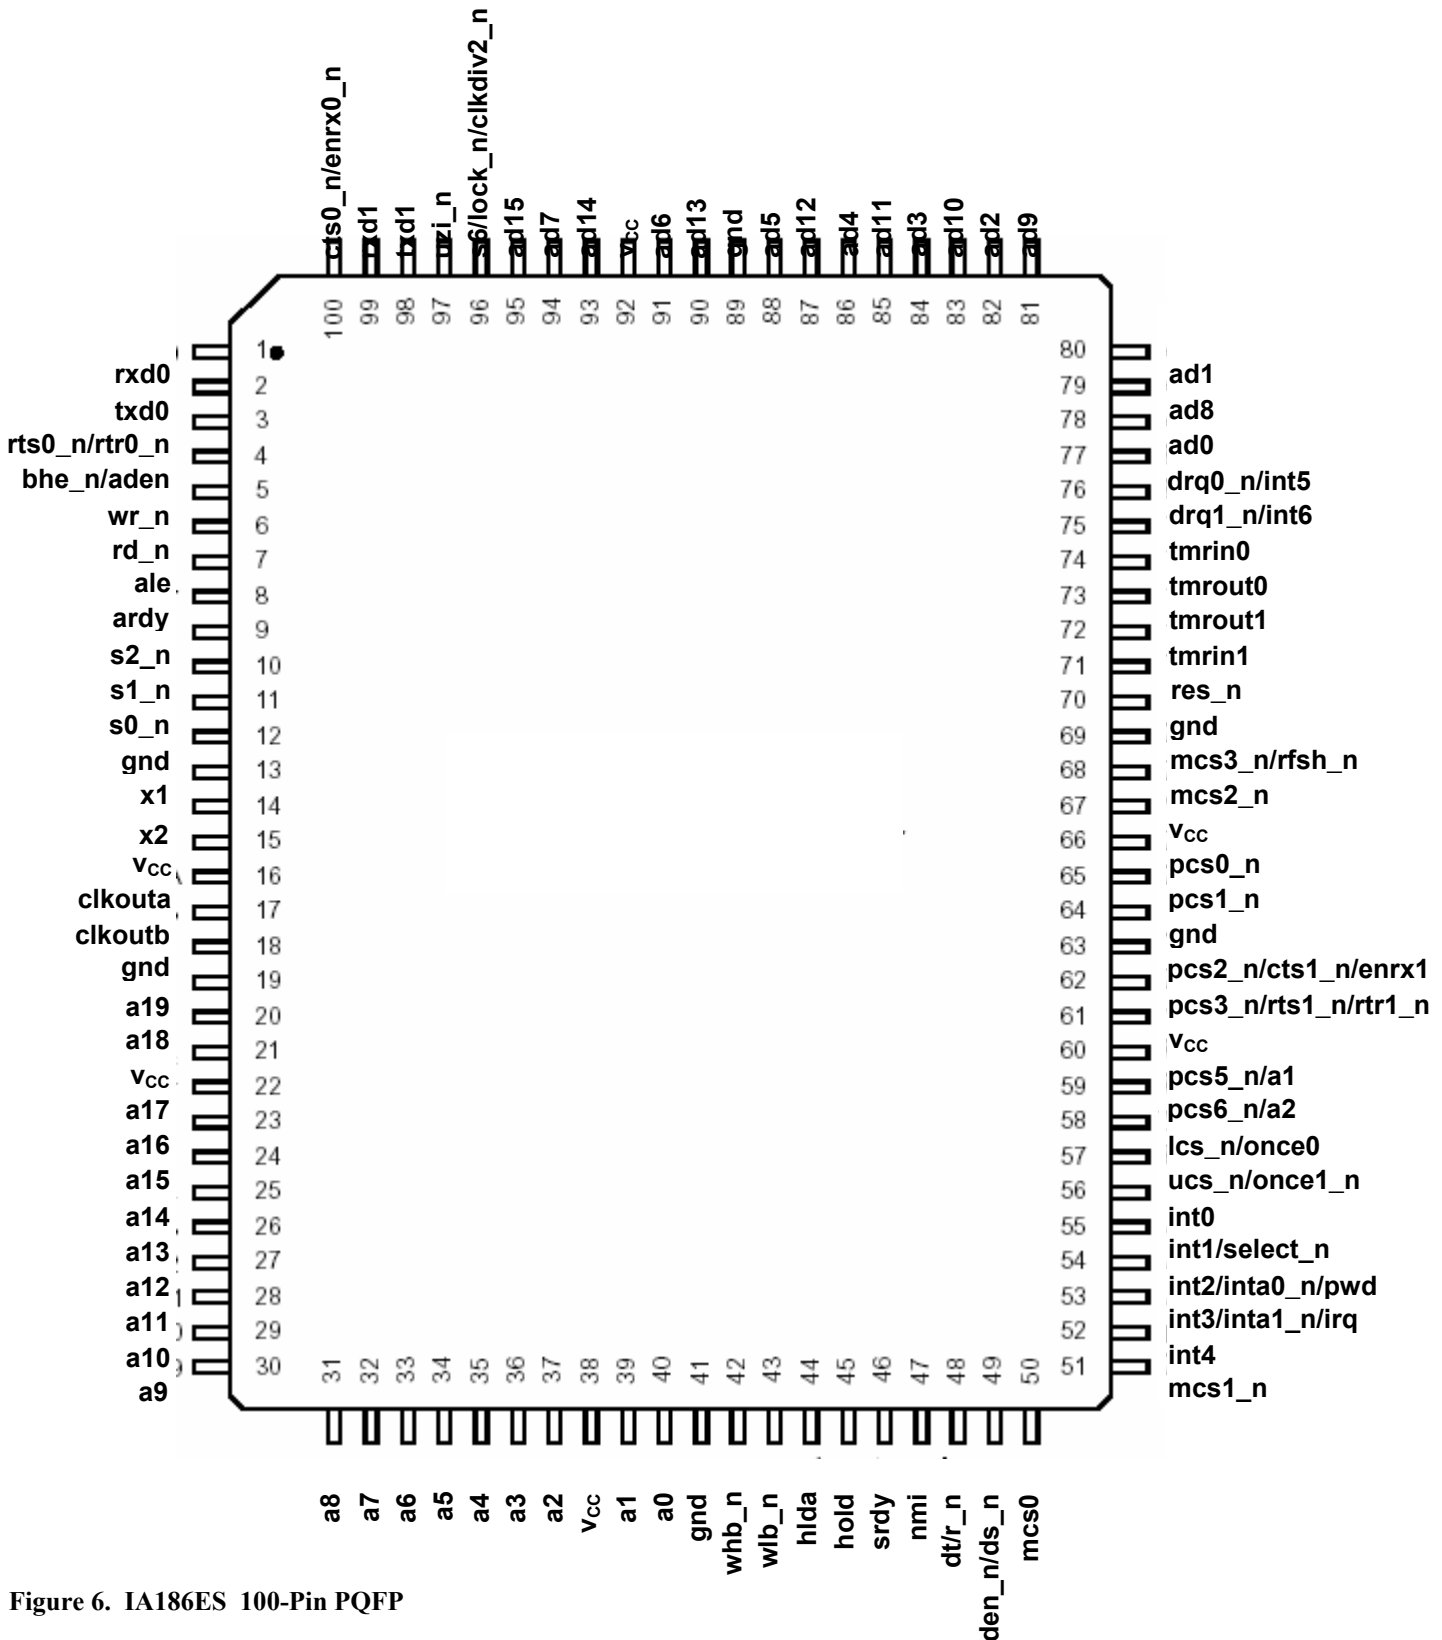 cts0_n/enrx0_n
rxd1
txd1
uzi_n
s6/lock_n/clkdiv2_n
ad15
ad7
ad14
vCC
ad6
ad13
gnd
ad5
ad12
ad4
ad11
ad3
ad10
ad2
ad9
100
99
98
97
96
95
94
93
92
91
90
89
88
87
86
85
84
83
82
81
1
2
3
4
5
6
7
8
9
10
11
12
13
14
15
16
17
18
19
20
21
22
23
24
25
26
27
28
29
30
rxd0
txd0
rts0_n/rtr0_n
bhe_n/aden
wr_n
rd_n
ale
ardy
s2_n
s1_n
s0_n
gnd
x1
x2
vCC
clkouta
clkoutb
gnd
a19
a18
vCC
a17
a16
a15
a14
a13
a12
a11
a10
a9
80
79
78
77
76
75
74
73
72
71
70
69
68
67
66
65
64
63
62
61
60
59
58
57
56
55
54
53
52
51
ad1
ad8
ad0
drq0_n/int5
drq1_n/int6
tmrin0
tmrout0
tmrout1
tmrin1
res_n
gnd
mcs3_n/rfsh_n
mcs2_n
vCC
pcs0_n
pcs1_n
gnd
pcs2_n/cts1_n/enrx1
pcs3_n/rts1_n/rtr1_n
vCC
pcs5_n/a1
pcs6_n/a2
lcs_n/once0
ucs_n/once1_n
int0
int1/select_n
int2/inta0_n/pwd
int3/inta1_n/irq
int4
mcs1_n
31
32
33
34
35
36
37
38
39
40
41
42
43
44
45
46
47
48
49
50
a8
a7
a6
a5
a4
a3
a2
vCC
a1
a0
gnd
whb_n
wlb_n
hlda
hold
srdy
nmi
dt/r_n
den_n/ds_n
mcs0
Figure 6. IA186ES 100-Pin PQFP